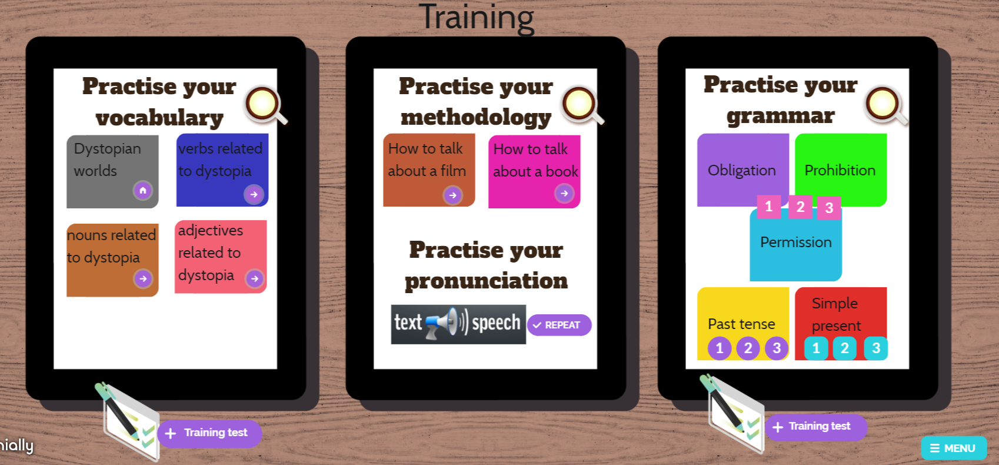 Training
Practise your
vocabulary
Dystopian
worlds
verbs related
to dystopia
nouns related
to dystopia
adjectives
related to
dystopia
Training test
Practise your
methodology
How to talk
about a film
How to talk
about a book
Practise your
pronunciation
text speech
REPEAT
Practise your
grammar
Obligation
Prohibition
1 2 3
Permission
Past tense
1 2 3
Simple
present
1 2 3
Training test
nially
MENU